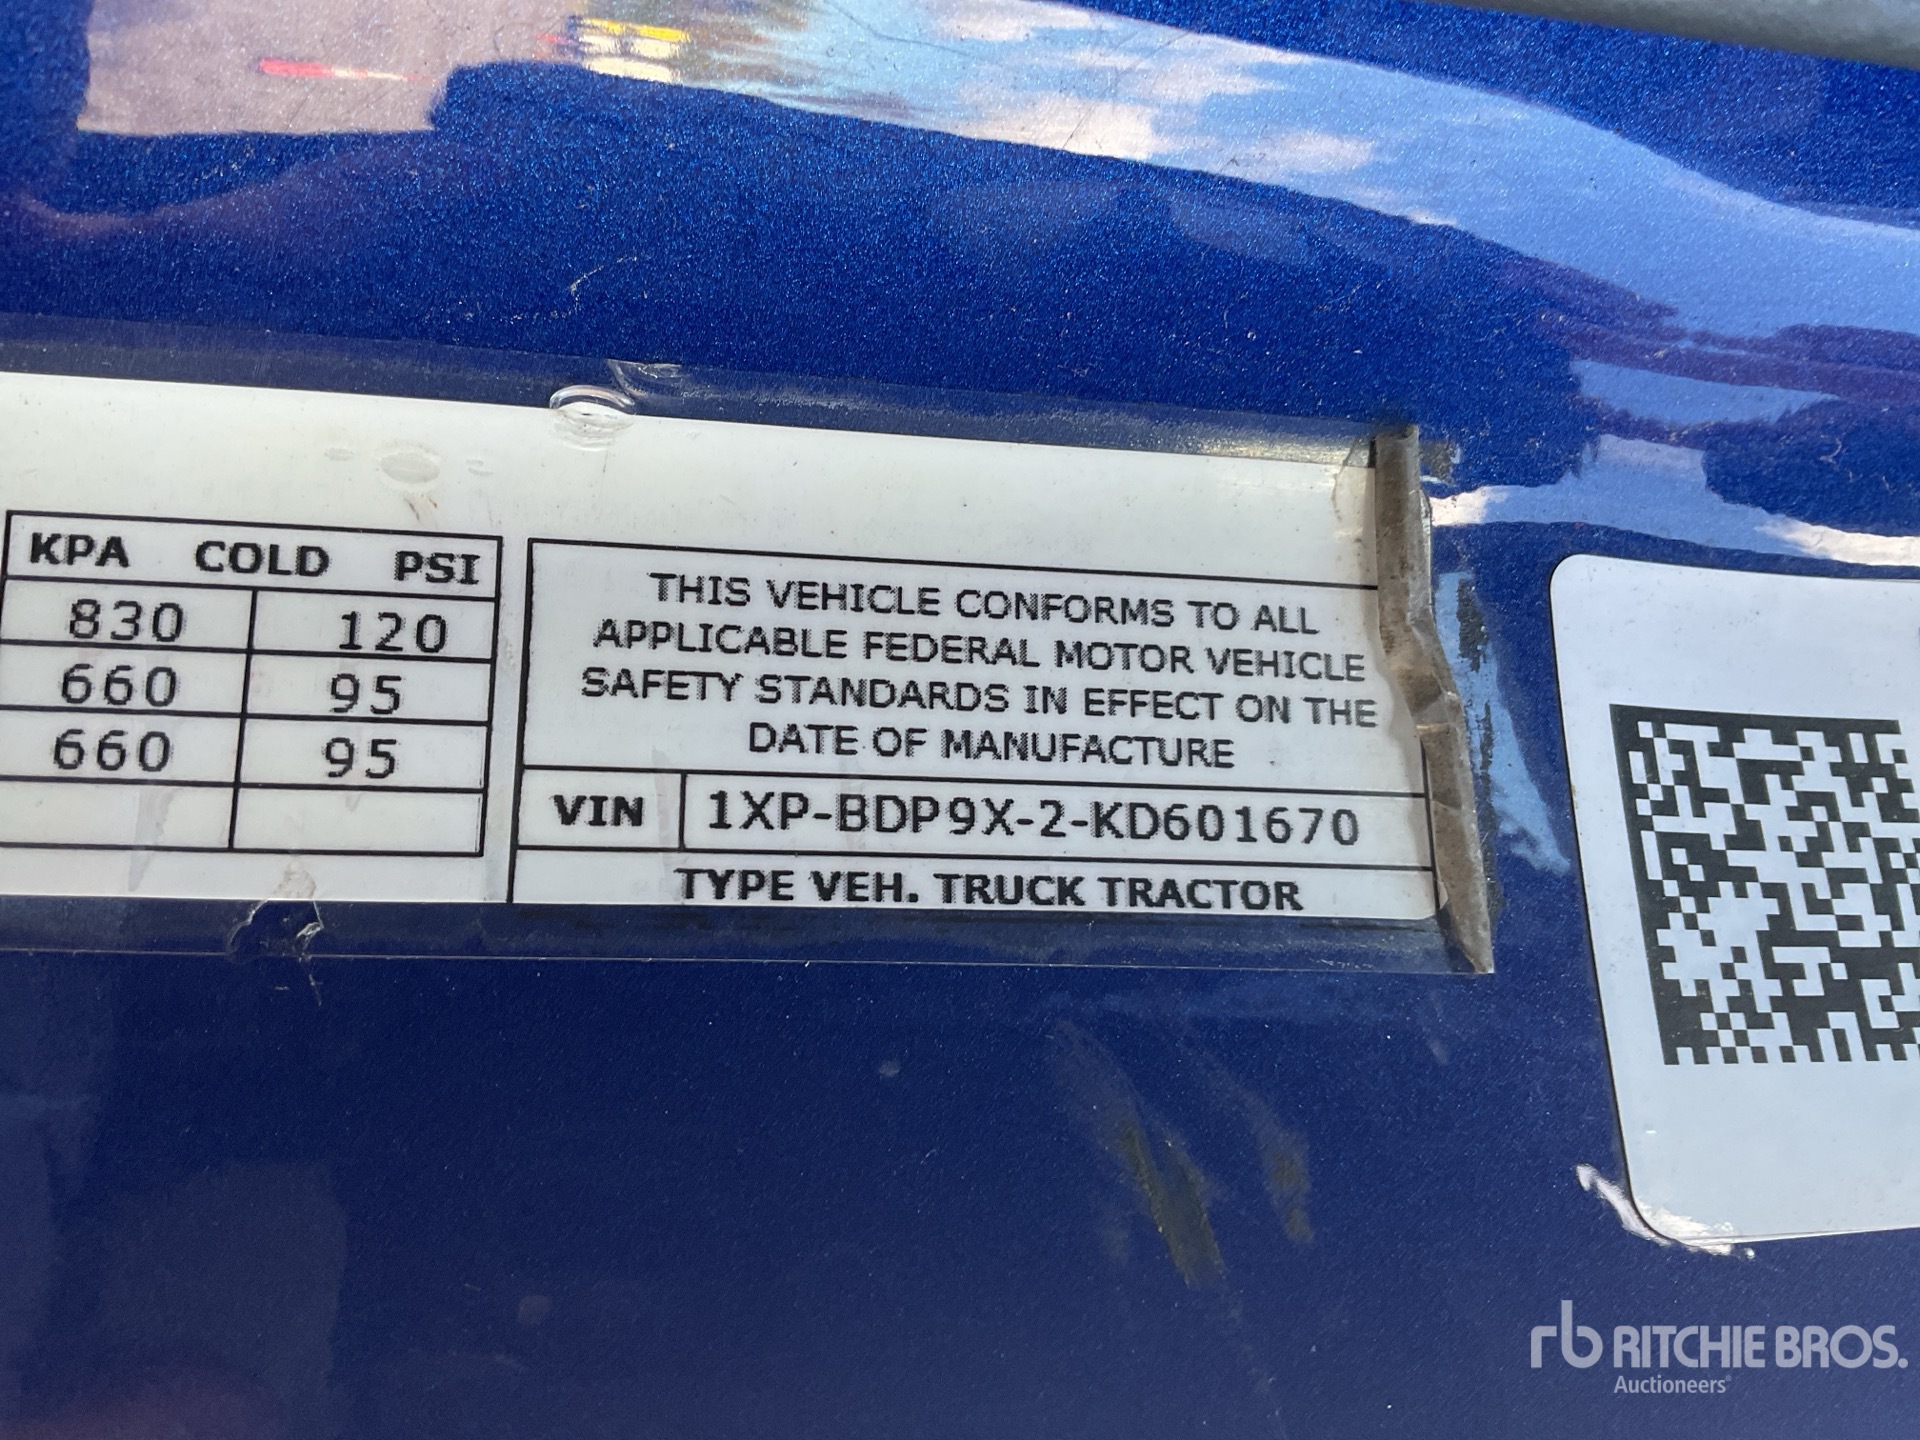 KPA COLD PSI
830 120
660 95
660 95
THIS VEHICLE CONFORMS TO ALL
APPLICABLE FEDERAL MOTOR VEHICLE
SAFETY STANDARDS IN EFFECT ON THE
DATE OF MANUFACTURE
VIN 1XP-BDP9X-2-KD601670
TYPE VEH. TRUCK TRACTOR
rb RITCHIE BROS.
Auctioneers